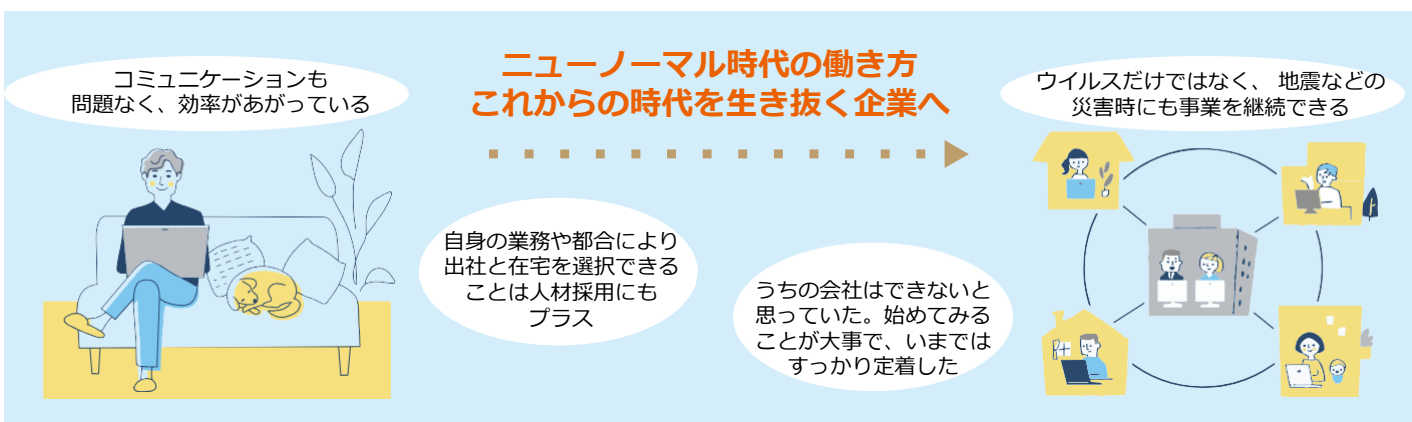 ニューノーマル時代の働き方
これからの時代を生き抜く企業へ
コミュニケーションも
問題なく、効率があがっている
自身の業務や都合により
出社と在宅を選択できる
ことは人材採用にも
プラス
うちの会社はできないと
思っていた。始めてみる
ことが大事で、いまでは
すっかり定着した
ウイルスだけではなく、 地震などの
災害時にも事業を継続できる